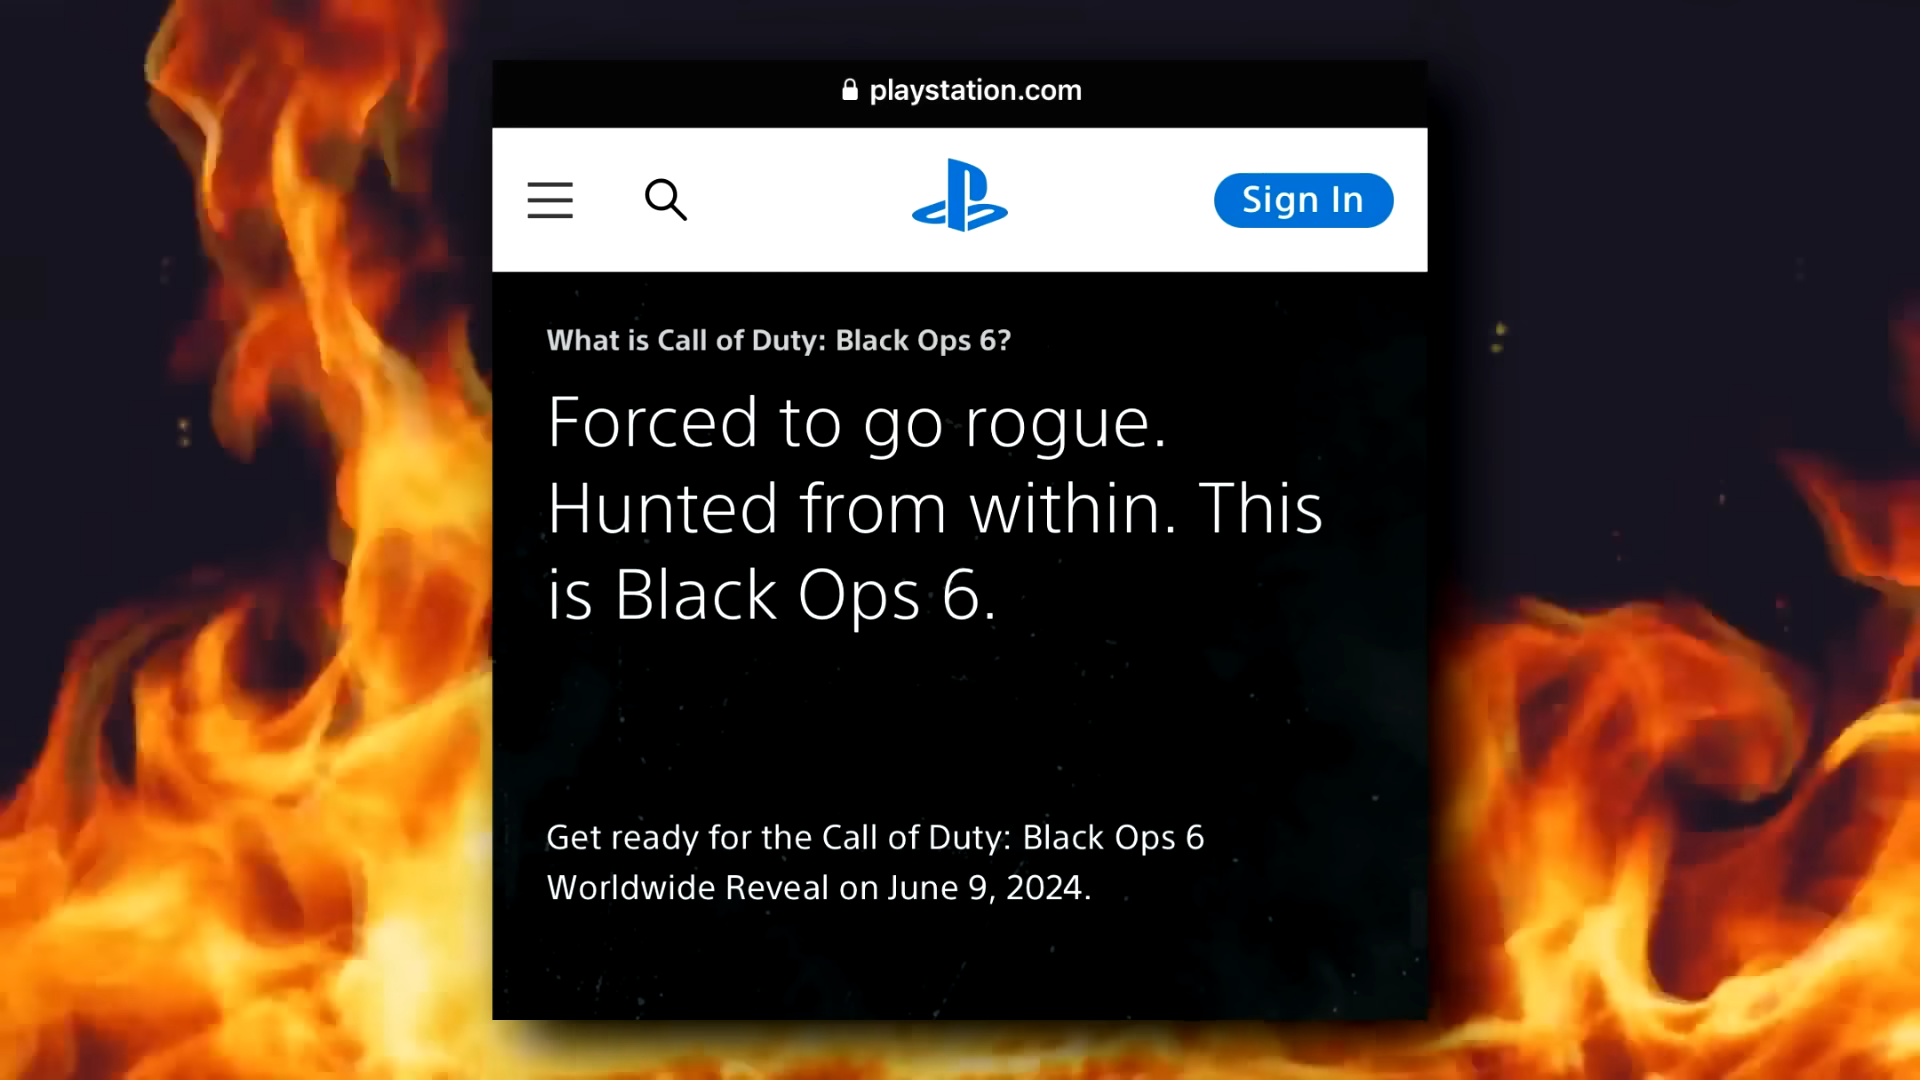 playstation.com
Sign In
What is Call of Duty: Black Ops 6?
Forced to go rogue.
Hunted from within. This
is Black Ops 6.
Get ready for the Call of Duty: Black Ops 6
Worldwide Reveal on June 9, 2024.